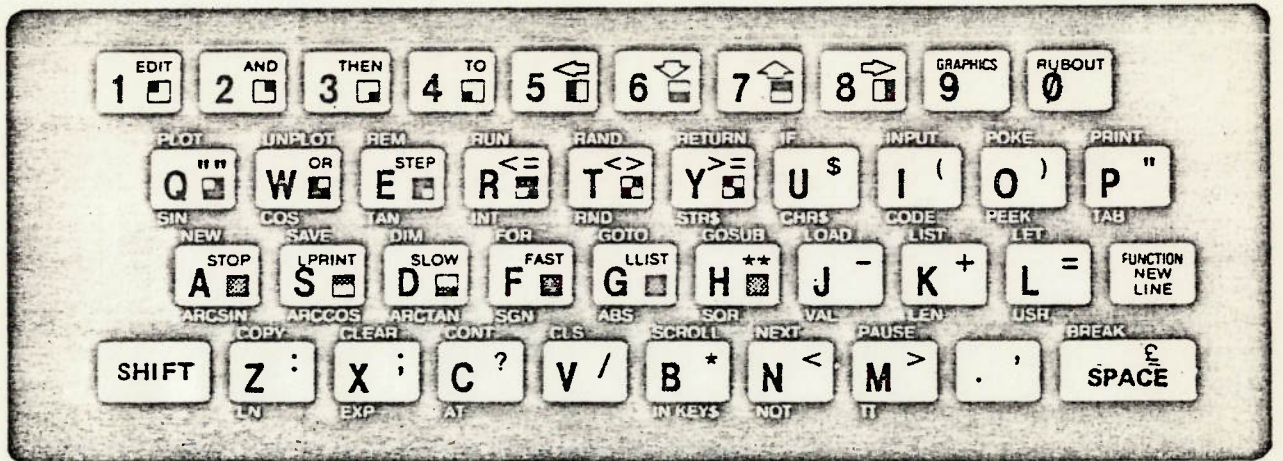 EDIT AND THEN TO GRAPHICS RUBOUT
1 2 3 4 5 6 7 8 9 0
PLOT UNPLOT REM RUN RAND RETURN IF INPUT POKE PRINT
"" OR STEP <= <> >= $ ( ) "
Q W E R T Y U I O P
SIN COS TAN INT RND STR$ CHR$ CODE PEEK TAB
NEW SAVE DIM FOR GOTO GOSUB LOAD LIST LET
STOP LPRINT SLOW FAST LLIST ** - + = FUNCTION
A S D F G H J K L NEW
LINE
ARCSIN ARCCOS ARCTAN SGN ABS SQR VAL LEN USR
COPY CLEAR CONT CLS SCROLL NEXT PAUSE BREAK
: ; ? / * < > , £
SHIFT Z X C V B N M . SPACE
LN EXP AT IN KEY$ NOT π